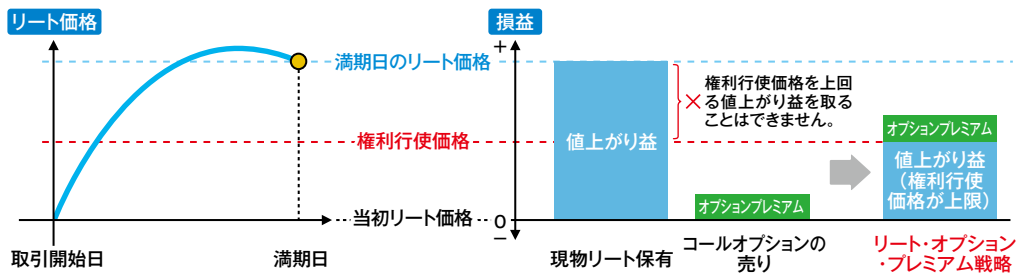 リート価格
満期日のリート価格
権利行使価格
当初リート価格
取引開始日
満期日
損益
+
0
−
値上がり益
×
権利行使価格を上回
る値上がり益を取る
ことはできません。
オプションプレミアム
オプションプレミアム
値上がり益
(権利行使
価格が上限)
現物リート保有
コールオプションの
売り
リート・オプション
・プレミアム戦略